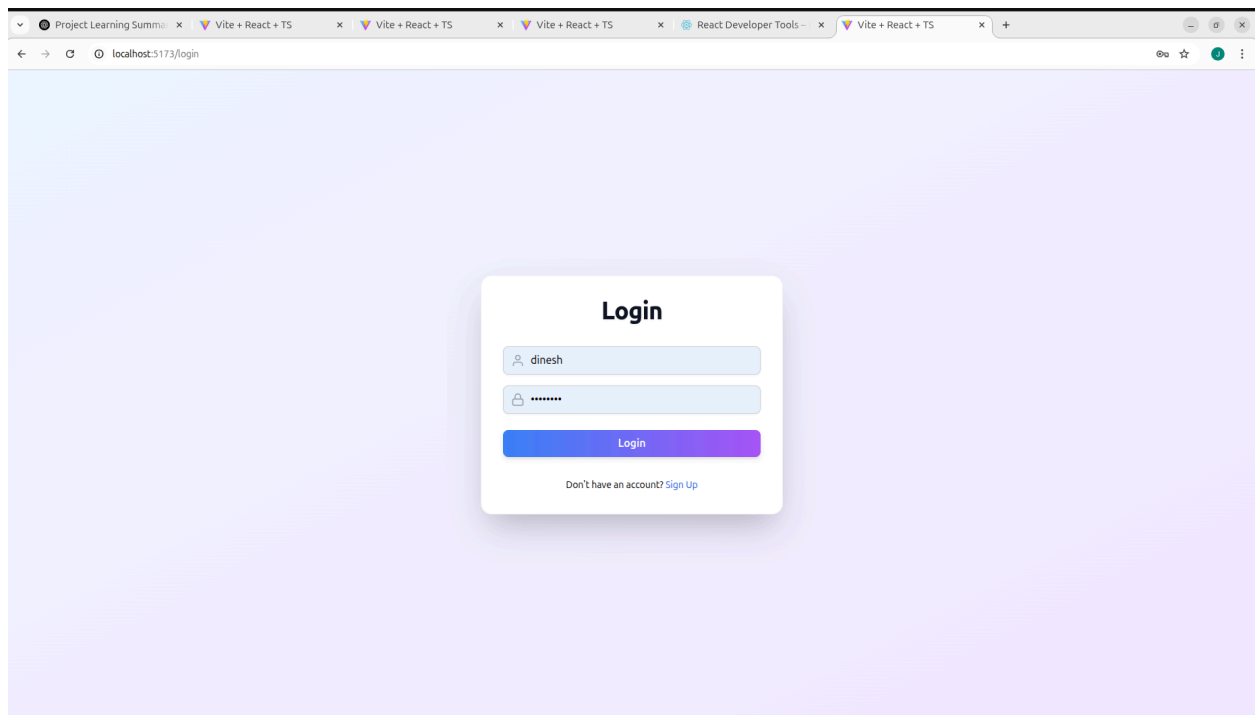 Project Learning Summa
Vite + React + TS
Vite + React + TS
Vite + React + TS
React Developer Tools –
Vite + React + TS
localhost:5173/login
J
Login
dinesh
••••••••
Login
Don't have an account? Sign Up